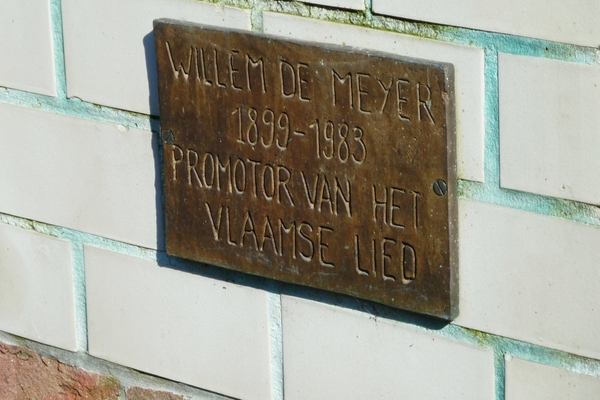 WILLEM DE MEYER
1899-1983
PROMOTOR VAN HET
VLAAMSE LIED